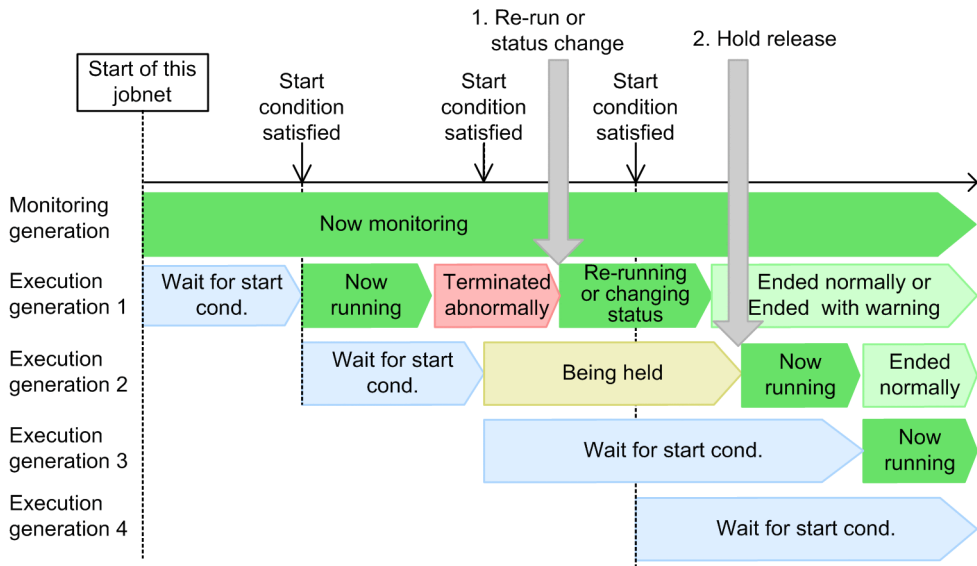 1. Re-run or
status change
2. Hold release
Start of this
jobnet
Start
condition
satisfied
Start
condition
satisfied
Start
condition
satisfied
Monitoring
generation
Now monitoring
Execution
generation 1
Wait for start
cond.
Now
running
Terminated
abnormally
Re-running
or changing
status
Ended normally or
Ended with warning
Execution
generation 2
Wait for start
cond.
Being held
Now
running
Ended
normally
Execution
generation 3
Wait for start cond.
Now
running
Execution
generation 4
Wait for start cond.